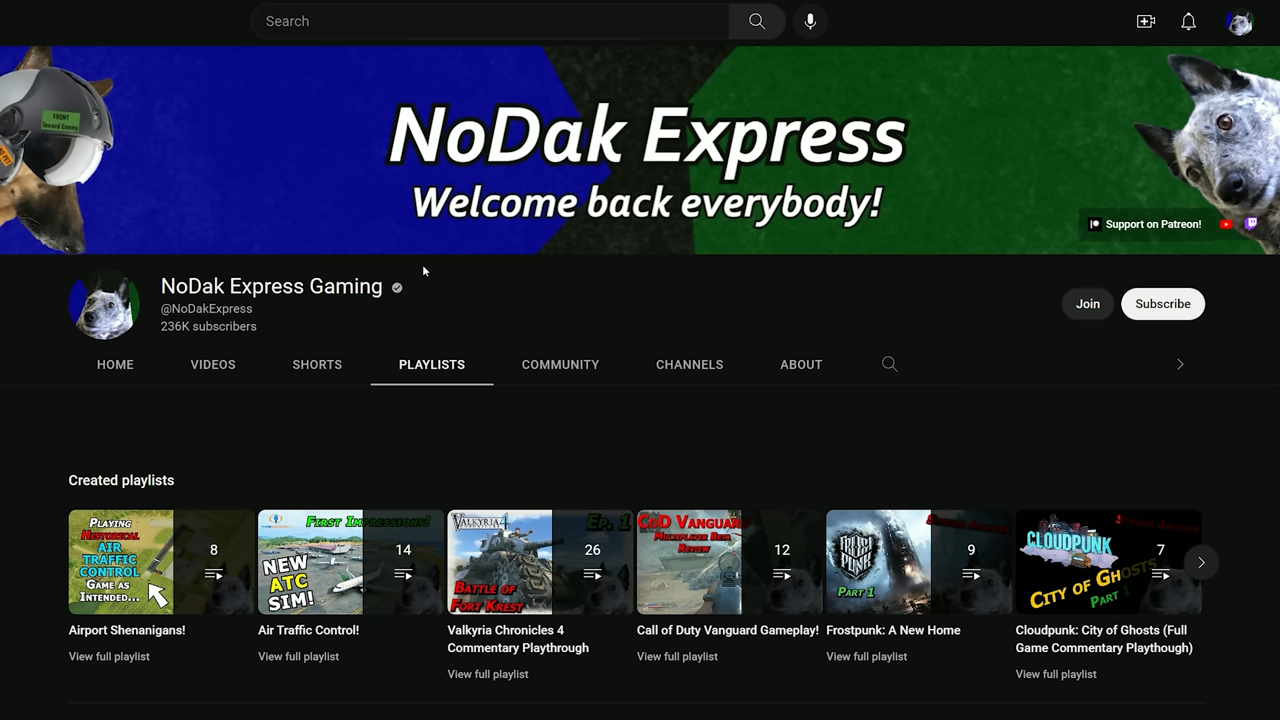 Search
FRONT
Toward Enemy
NoDak Express
Welcome back everybody!
Support on Patreon!
NoDak Express Gaming
@NoDakExpress
236K subscribers
Join
Subscribe
HOME
VIDEOS
SHORTS
PLAYLISTS
COMMUNITY
CHANNELS
ABOUT
Created playlists
PLAYING
HISTORICAL
AIR
TRAFFIC
CONTROL
GAME AS
INTENDED...
8
FIRST IMPRESSIONS!
NEW
ATC
SIM!
14
VALKYRIA 4
EP. 1
BATTLE OF
FORT KREST
26
COD VANGUARD
MULTIPLAYER BETA
REVIEW
12
FROST
PUNK
PART 1
9
CLOUDPUNK
CITY OF GHOSTS
PART 1
7
Airport Shenanigans!
View full playlist
Air Traffic Control!
View full playlist
Valkyria Chronicles 4
Commentary Playthrough
View full playlist
Call of Duty Vanguard Gameplay!
View full playlist
Frostpunk: A New Home
View full playlist
Cloudpunk: City of Ghosts (Full
Game Commentary Playthough)
View full playlist